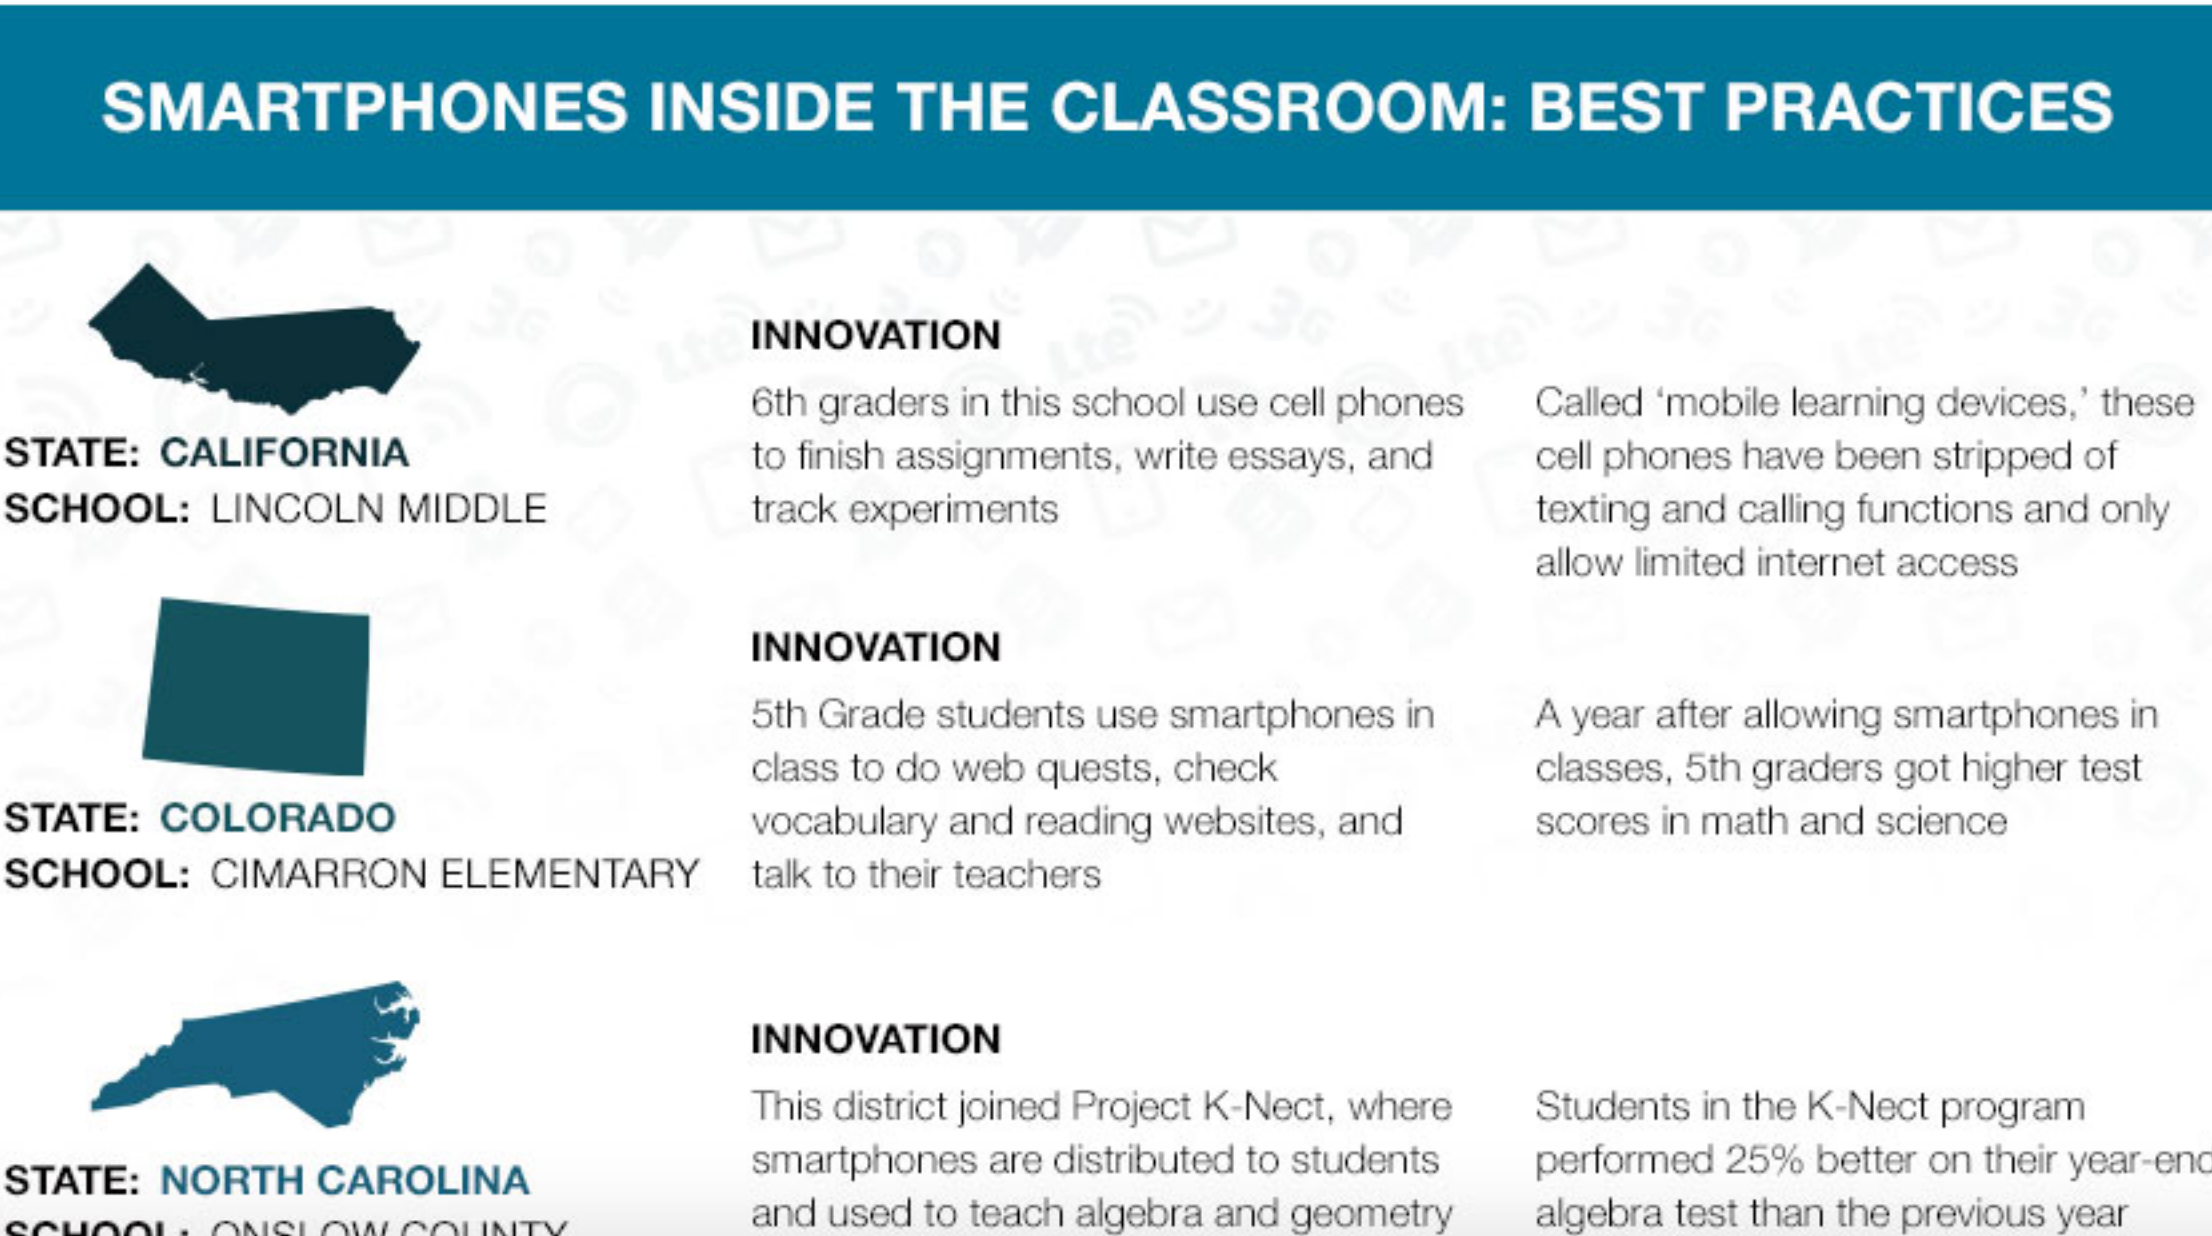 SMARTPHONES INSIDE THE CLASSROOM: BEST PRACTICES
STATE: CALIFORNIA
SCHOOL: LINCOLN MIDDLE
INNOVATION
6th graders in this school use cell phones
to finish assignments, write essays, and
track experiments
Called ‘mobile learning devices,’ these
cell phones have been stripped of
texting and calling functions and only
allow limited internet access
STATE: COLORADO
SCHOOL: CIMARRON ELEMENTARY
INNOVATION
5th Grade students use smartphones in
class to do web quests, check
vocabulary and reading websites, and
talk to their teachers
A year after allowing smartphones in
classes, 5th graders got higher test
scores in math and science
STATE: NORTH CAROLINA
SCHOOL: ONSLOW COUNTY
INNOVATION
This district joined Project K-Nect, where
smartphones are distributed to students
and used to teach algebra and geometry
Students in the K-Nect program
performed 25% better on their year-end
algebra test than the previous year